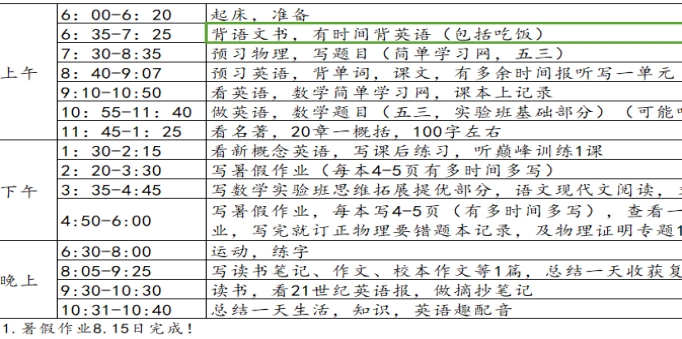 上午
6：00-6：20 起床，准备
6：35-7：25 背语文书，有时间背英语（包括吃饭）
7：30-8:35 预习物理，写题目（简单学习网，五三）
8：40-9:07 预习英语，背单词，课文，有多余时间报听写一单元
9:10-10:50 看英语，数学简单学习网，课本上记录
10：55-11：40 做英语，数学题目（五三，实验班基础部分）（可能
11：45-1：25 看名著，20章一概括，100字左右
下午
1：30-2:15 看新概念英语，写课后练习，听巅峰训练1课
2：20-3:30 写暑假作业（每本4-5页有多时间多写）
3：35-4:45 写数学实验班思维拓展提优部分，语文现代文阅读，
4:50-6:00 写暑假作业，每本写4-5页（有多时间多写），查看一
业，写完就订正物理要错题本记录，及物理证明专题1
晚上
6:30-8:00 运动，练字
8:05-9:25 写读书笔记、作文、校本作文等1篇，总结一天收获复
9:30-10:30 读书，看21世纪英语报，做摘抄笔记
10:31-10:40 总结一天生活，知识，英语趣配音
1.暑假作业8.15日完成！